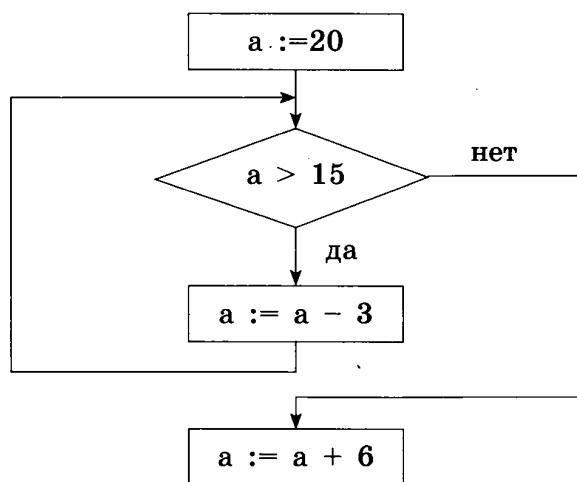 a :=20
a > 15
нет
да
a := a − 3
a := a + 6